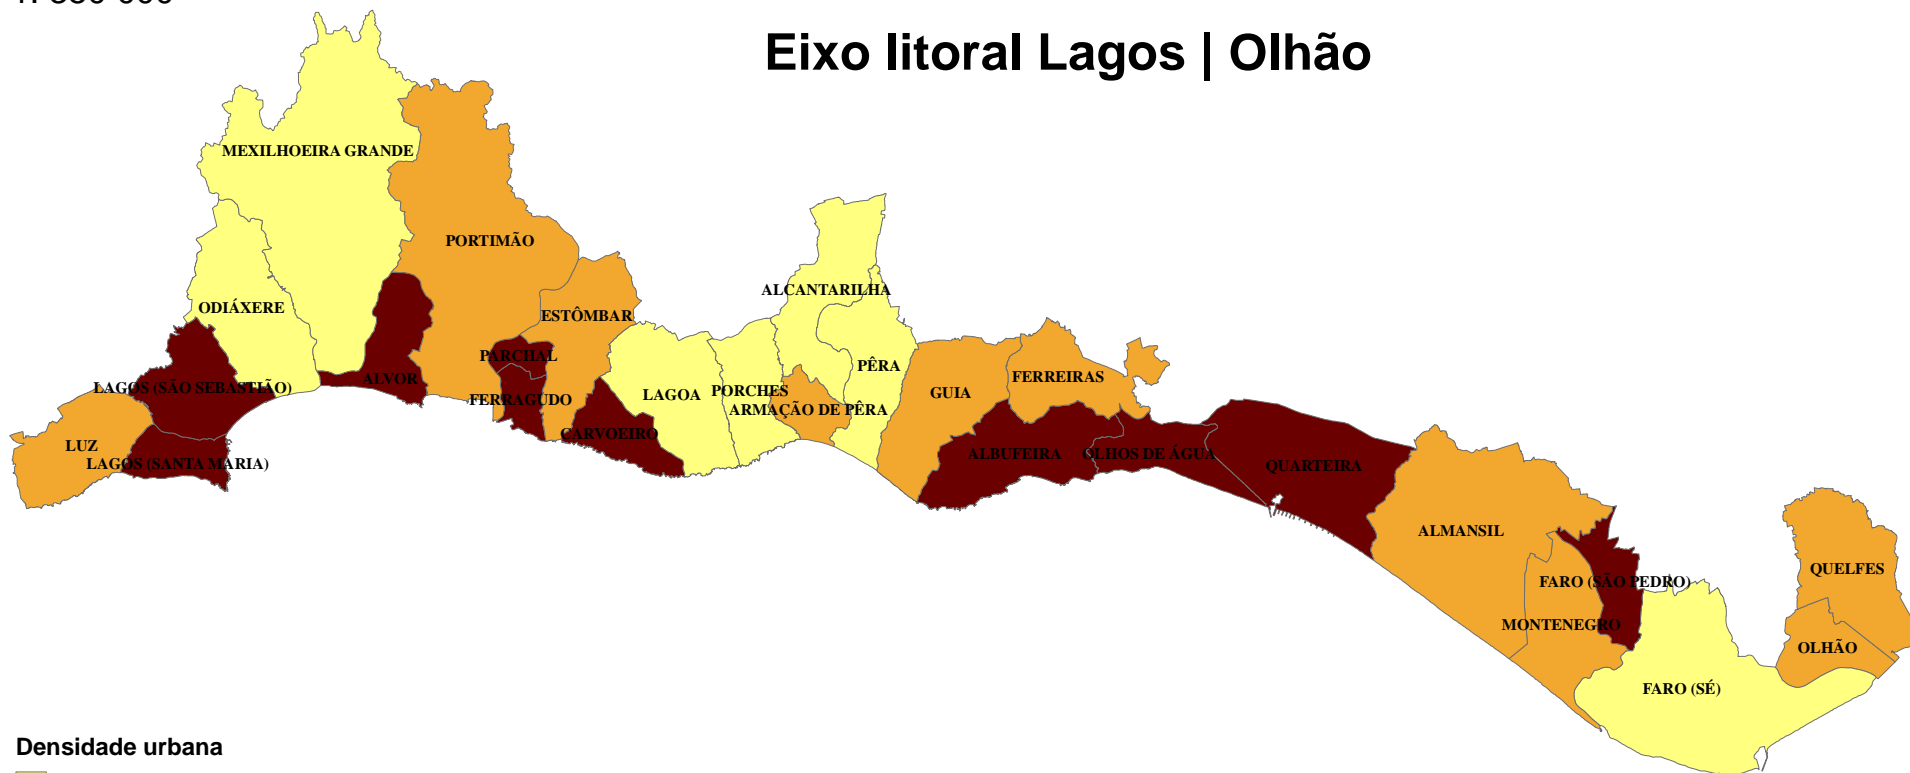 Eixo litoral Lagos | Olhão
MEXILHOEIRA GRANDE
PORTIMÃO
ALCANTARILHA
ODIÁXERE
ESTÔMBAR
PARCHAL
PÊRA
ALVOR
FERREIRAS
LAGOS (SÃO SEBASTIÃO)
LAGOA
PORCHES
GUIA
FERRAGUDO
ARMAÇÃO DE PÊRA
CARVOEIRO
LUZ
ALBUFEIRA
OLHOS DE ÁGUA
LAGOS (SANTA MARIA)
QUARTEIRA
ALMANSIL
QUELFES
FARO (SÃO PEDRO)
MONTENEGRO
OLHÃO
FARO (SÉ)
Densidade urbana